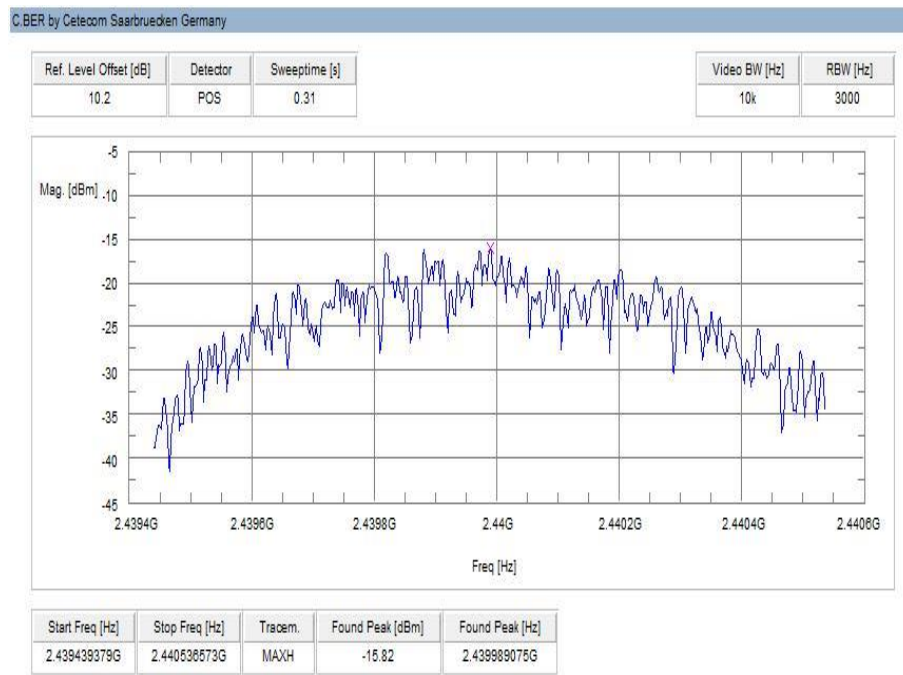 C.BER by Cetecom Saarbruecken Germany
Ref. Level Offset [dB] Detector Sweeptime [s] Video BW [Hz] RBW [Hz]
10.2 POS 0.31 10k 3000
-5
Mag. [dBm] -10
-15
-20
-25
-30
-35
-40
-45
2.4394G 2.4396G 2.4398G 2.44G 2.4402G 2.4404G 2.4406G
Freq [Hz]
Start Freq [Hz] Stop Freq [Hz] Tracem. Found Peak [dBm] Found Peak [Hz]
2.439439379G 2.440536573G MAXH -15.82 2.439989075G